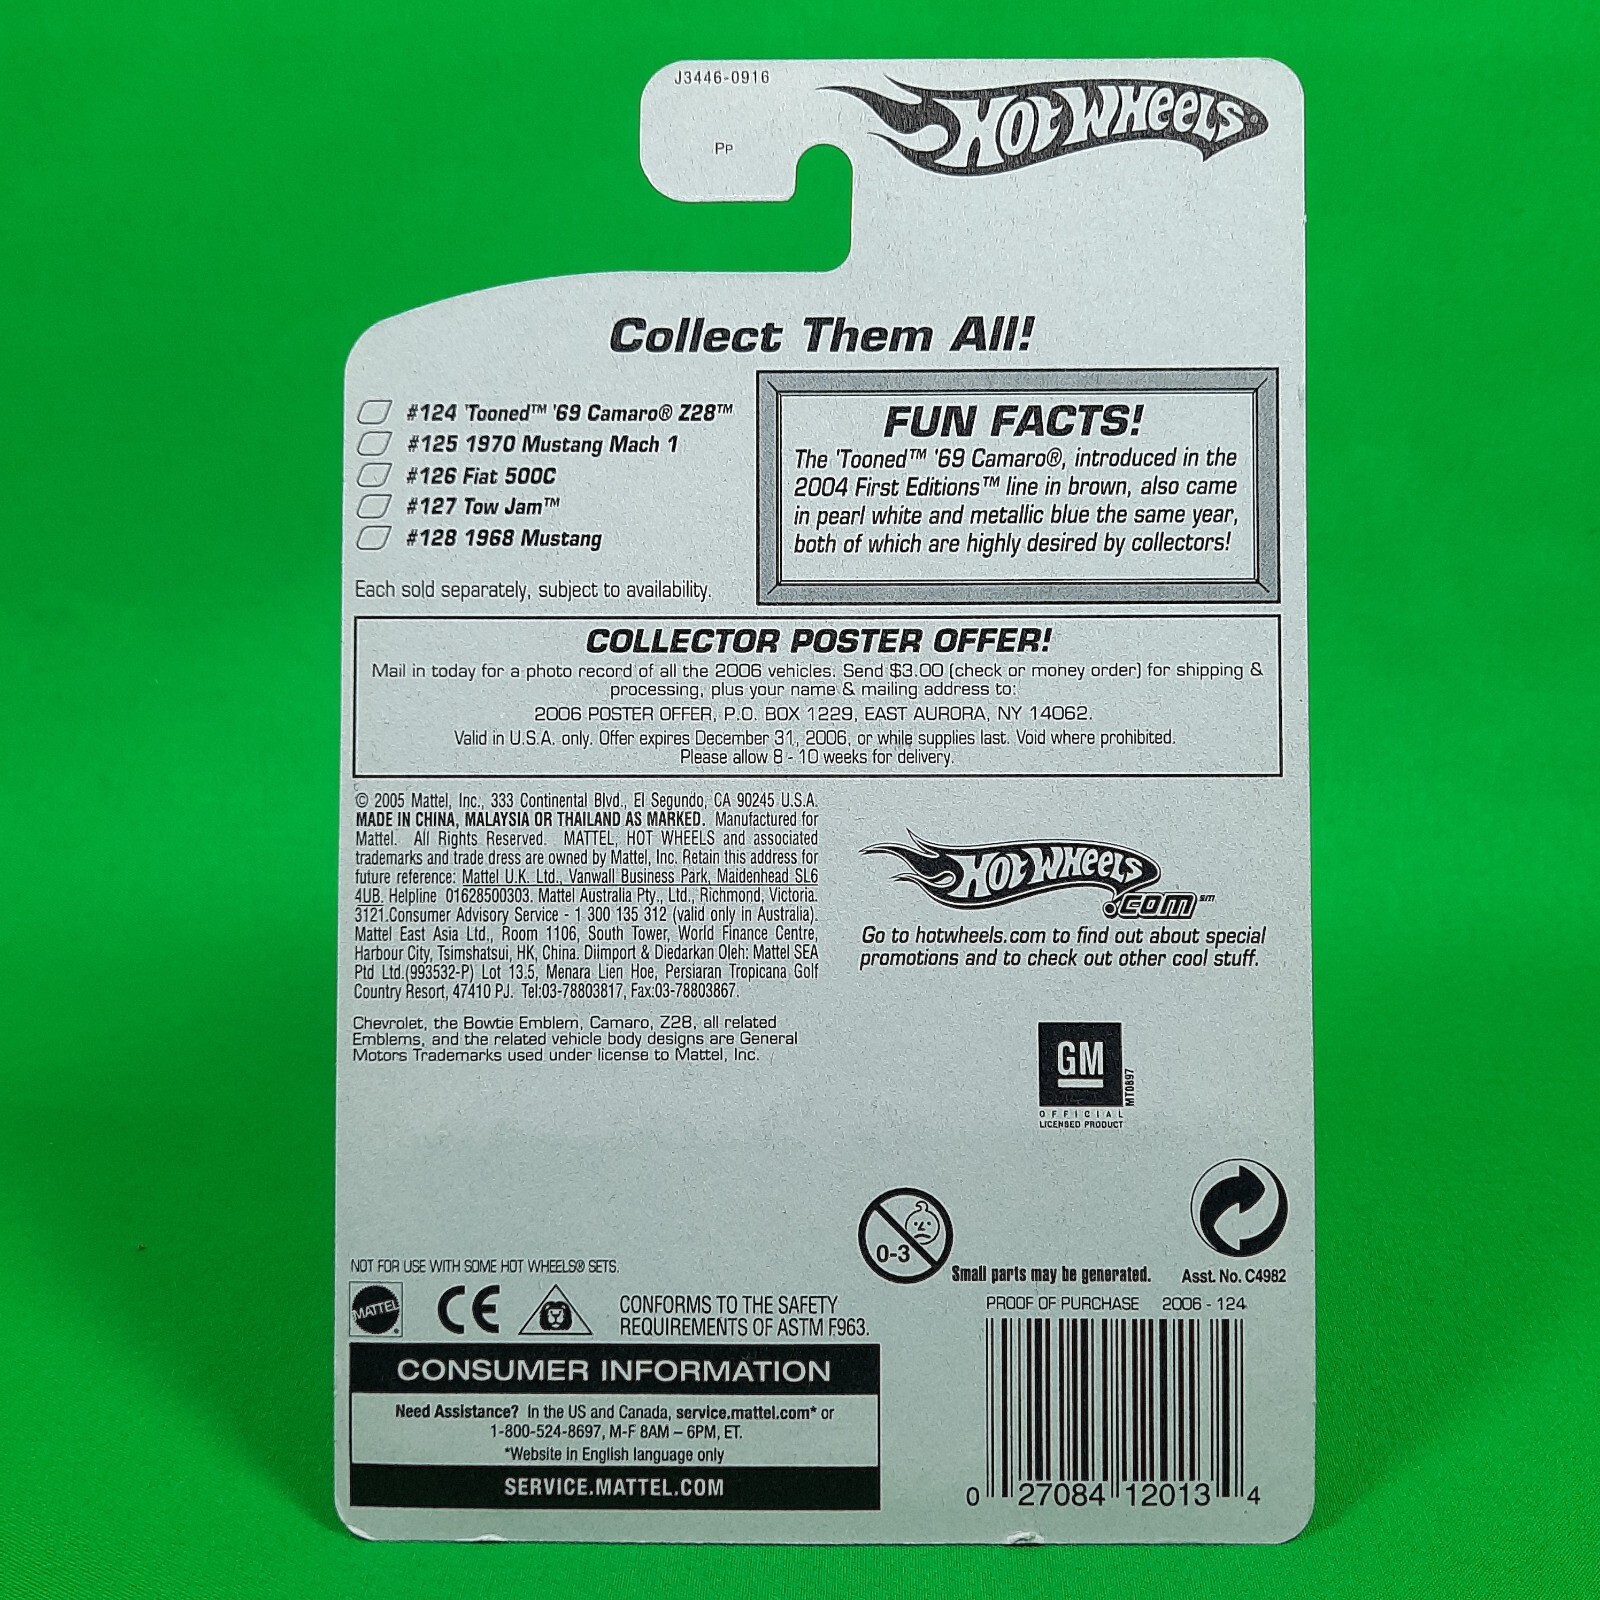 J3446-0916
PP
HOT WHEELS®
Collect Them All!
#124 'Tooned™ '69 Camaro® Z28™
#125 1970 Mustang Mach 1
#126 Fiat 500C
#127 Tow Jam™
#128 1968 Mustang
Each sold separately, subject to availability.
FUN FACTS!
The 'Tooned™ '69 Camaro®, introduced in the
2004 First Editions™ line in brown, also came
in pearl white and metallic blue the same year,
both of which are highly desired by collectors!
COLLECTOR POSTER OFFER!
Mail in today for a photo record of all the 2006 vehicles. Send $3.00 (check or money order) for shipping &
processing, plus your name & mailing address to:
2006 POSTER OFFER, P.O. BOX 1229, EAST AURORA, NY 14062.
Valid in U.S.A. only. Offer expires December 31, 2006, or while supplies last. Void where prohibited.
Please allow 8 - 10 weeks for delivery.
© 2005 Mattel, Inc., 333 Continental Blvd., El Segundo, CA 90245 U.S.A.
MADE IN CHINA, MALAYSIA OR THAILAND AS MARKED. Manufactured for
Mattel. All Rights Reserved. MATTEL, HOT WHEELS and associated
trademarks and trade dress are owned by Mattel, Inc. Retain this address for
future reference: Mattel U.K. Ltd., Vanwall Business Park, Maidenhead SL6
4UB. Helpline 01628500303. Mattel Australia Pty., Ltd., Richmond, Victoria.
3121.Consumer Advisory Service - 1 300 135 312 (valid only in Australia).
Mattel East Asia Ltd., Room 1106, South Tower, World Finance Centre,
Harbour City, Tsimshatsui, HK, China. Diimport & Diedarkan Oleh: Mattel SEA
Ptd Ltd.(993532-P) Lot 13.5, Menara Lien Hoe, Persiaran Tropicana Golf
Country Resort, 47410 PJ. Tel:03-78803817, Fax:03-78803867.
Chevrolet, the Bowtie Emblem, Camaro, Z28, all related
Emblems, and the related vehicle body designs are General
Motors Trademarks used under license to Mattel, Inc.
HOT WHEELS
.com℠
Go to hotwheels.com to find out about special
promotions and to check out other cool stuff.
GM
MT0897
OFFICIAL
LICENSED PRODUCT
0-3
Small parts may be generated.
Asst. No. C4982
NOT FOR USE WITH SOME HOT WHEELS® SETS.
MATTEL®
CE
CONFORMS TO THE SAFETY
REQUIREMENTS OF ASTM F963.
PROOF OF PURCHASE 2006 - 124
CONSUMER INFORMATION
Need Assistance? In the US and Canada, service.mattel.com* or
1-800-524-8697, M-F 8AM – 6PM, ET.
*Website in English language only
SERVICE.MATTEL.COM
0 27084 12013 4